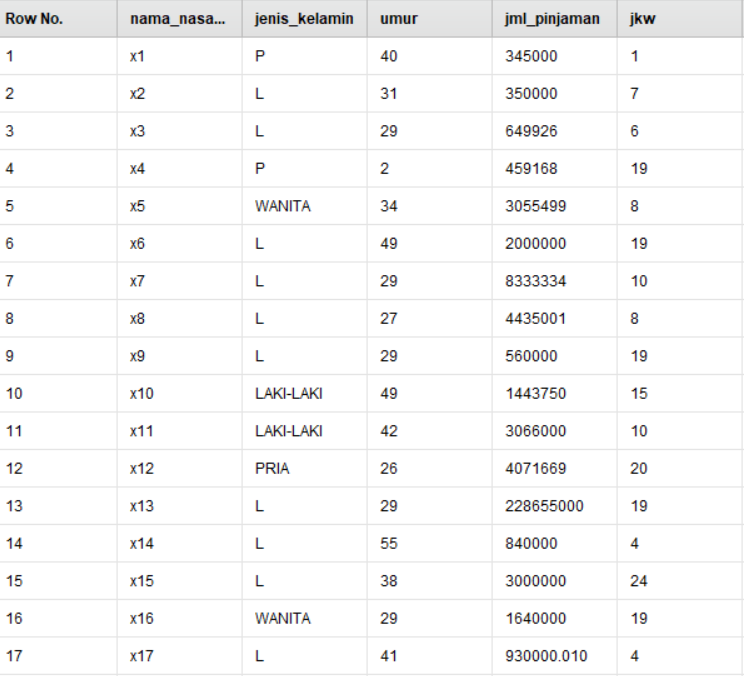 Row No. nama_nasa... jenis_kelamin umur jml_pinjaman jkw
1 x1 P 40 345000 1
2 x2 L 31 350000 7
3 x3 L 29 649926 6
4 x4 P 2 459168 19
5 x5 WANITA 34 3055499 8
6 x6 L 49 2000000 19
7 x7 L 29 8333334 10
8 x8 L 27 4435001 8
9 x9 L 29 560000 19
10 x10 LAKI-LAKI 49 1443750 15
11 x11 LAKI-LAKI 42 3066000 10
12 x12 PRIA 26 4071669 20
13 x13 L 29 228655000 19
14 x14 L 55 840000 4
15 x15 L 38 3000000 24
16 x16 WANITA 29 1640000 19
17 x17 L 41 930000.010 4